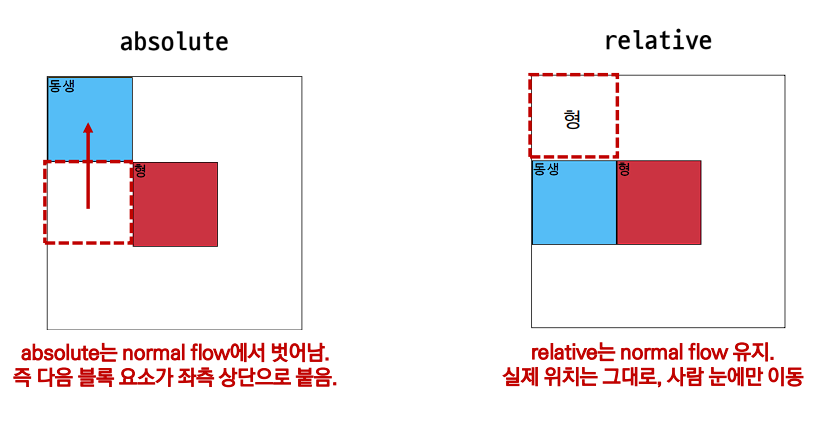 absolute
동생
형
absolute는 normal flow에서 벗어남.
즉 다음 블록 요소가 좌측 상단으로 붙음.
relative
형
동생
형
relative는 normal flow 유지.
실제 위치는 그대로, 사람 눈에만 이동